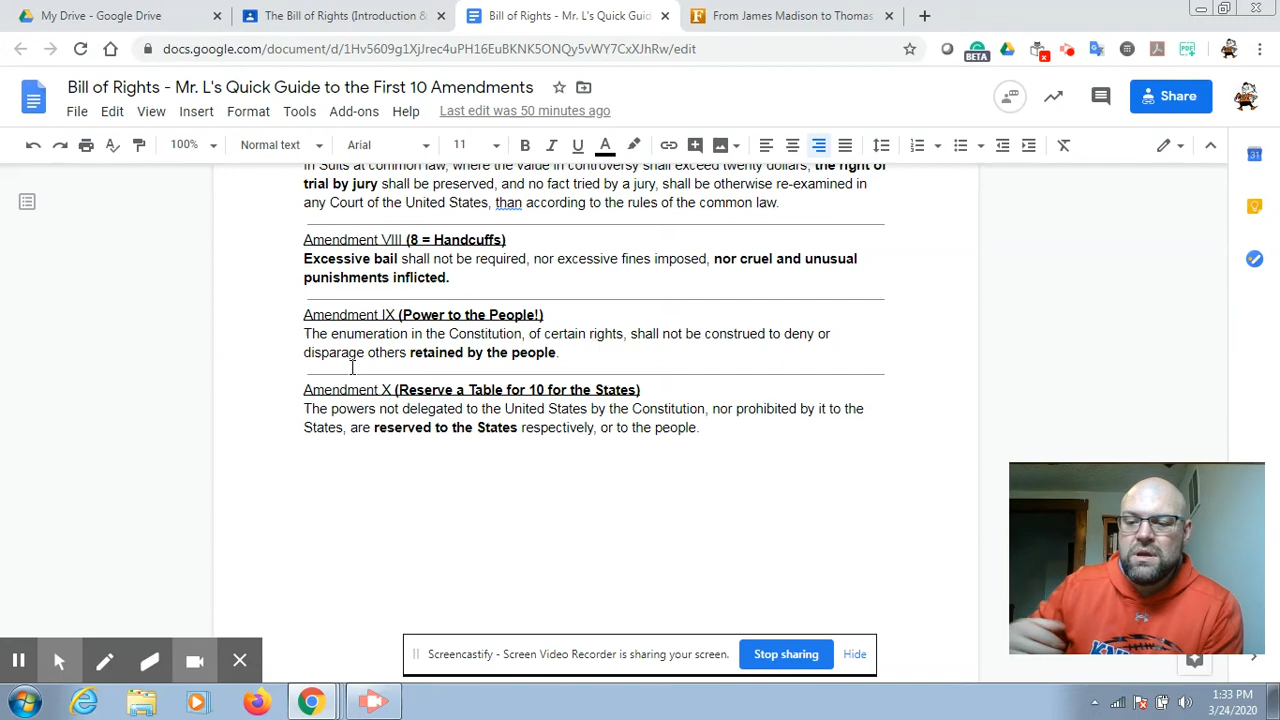 My Drive - Google Drive
The Bill of Rights (Introduction &
Bill of Rights - Mr. L's Quick Guid
From James Madison to Thomas
docs.google.com/document/d/1Hv5609g1XjJrec4uPH16EuBKNK5ONQy5vWY7CxXJhRw/edit
BETA
Bill of Rights - Mr. L's Quick Guide to the First 10 Amendments
File Edit View Insert Format Tools Add-ons Help Last edit was 50 minutes ago
Share
100% Normal text Arial 11
In Suits at common law, where the value in controversy shall exceed twenty dollars, the right of
trial by jury shall be preserved, and no fact tried by a jury, shall be otherwise re-examined in
any Court of the United States, than according to the rules of the common law.
Amendment VIII (8 = Handcuffs)
Excessive bail shall not be required, nor excessive fines imposed, nor cruel and unusual
punishments inflicted.
Amendment IX (Power to the People!)
The enumeration in the Constitution, of certain rights, shall not be construed to deny or
disparage others retained by the people.
Amendment X (Reserve a Table for 10 for the States)
The powers not delegated to the United States by the Constitution, nor prohibited by it to the
States, are reserved to the States respectively, or to the people.
Screencastify - Screen Video Recorder is sharing your screen. Stop sharing Hide
1:33 PM
3/24/2020